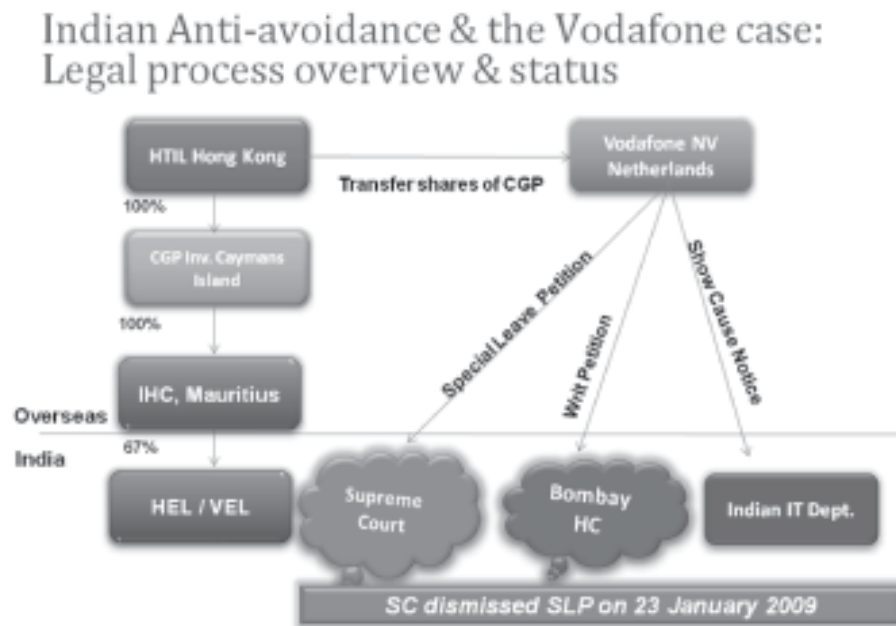 Indian Anti-avoidance & the Vodafone case:
Legal process overview & status
HTIL Hong Kong
Transfer shares of CGP
Vodafone NV
Netherlands
100%
CGP Inv. Caymans
Island
100%
IHC, Mauritius
Special Leave Petition
Writ Petition
Show Cause Notice
Overseas
India
67%
HEL / VEL
Supreme
Court
Bombay
HC
Indian IT Dept.
SC dismissed SLP on 23 January 2009